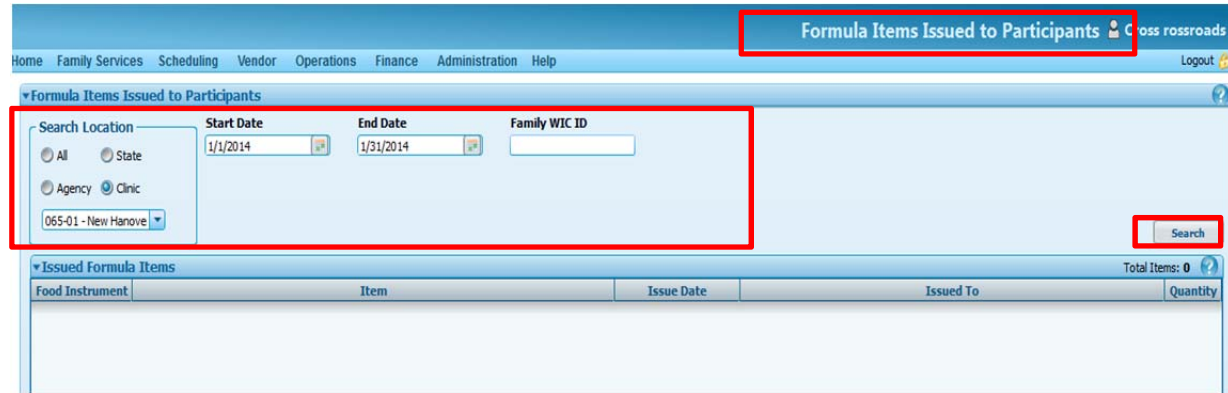 Formula Items Issued to Participants Cross rossroads
Home Family Services Scheduling Vendor Operations Finance Administration Help Logout
Formula Items Issued to Participants
Search Location Start Date End Date Family WIC ID
All State 1/1/2014 1/31/2014
Agency Clinic
065-01 - New Hanove
Search
Issued Formula Items Total Items: 0
Food Instrument Item Issue Date Issued To Quantity